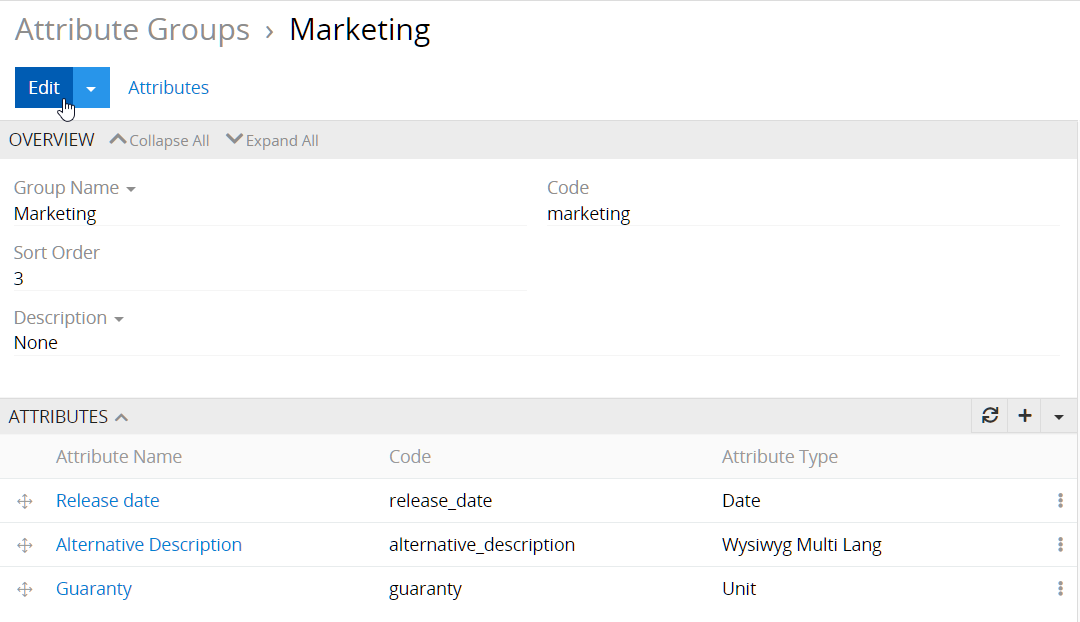 Attribute Groups › Marketing
Edit Attributes
OVERVIEW Collapse All Expand All
Group Name Code
Marketing marketing
Sort Order
3
Description
None
ATTRIBUTES
Attribute Name Code Attribute Type
Release date release_date Date
Alternative Description alternative_description Wysiwyg Multi Lang
Guaranty guaranty Unit